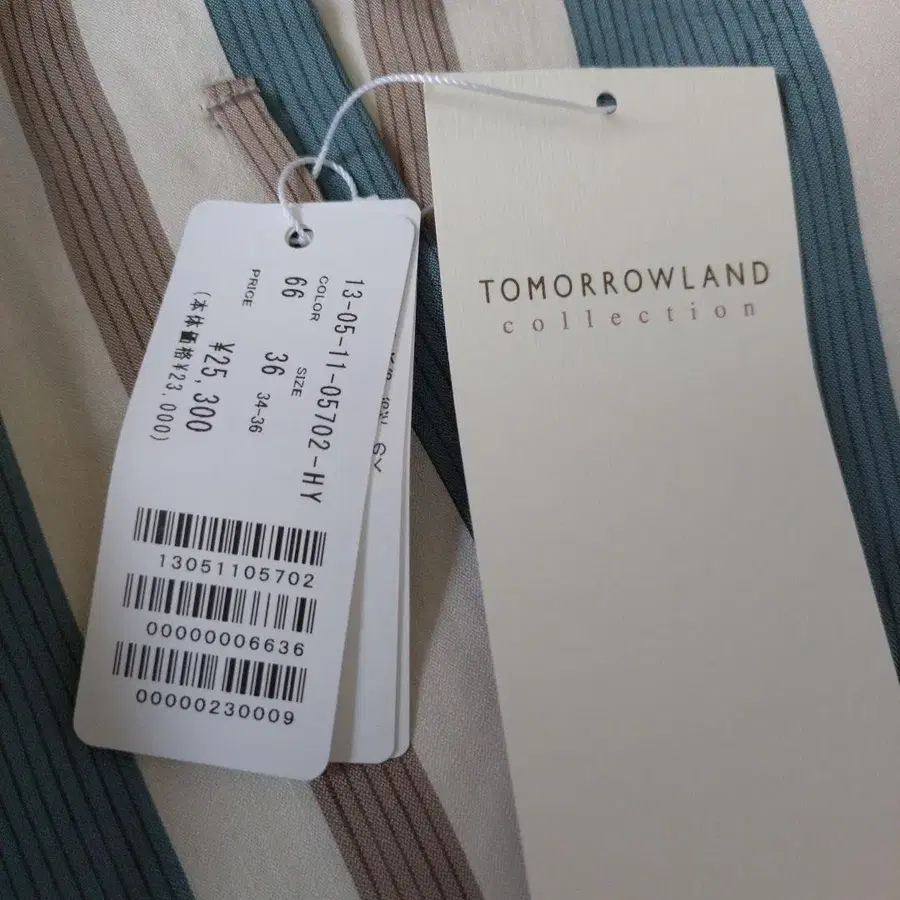 13-05-11-05702-HY
COLOR SIZE
66 36 34-36
PRICE
¥25,300
(本体価格¥23,000)
13051105702
00000006636
00000230009
TOMORROWLAND
collection